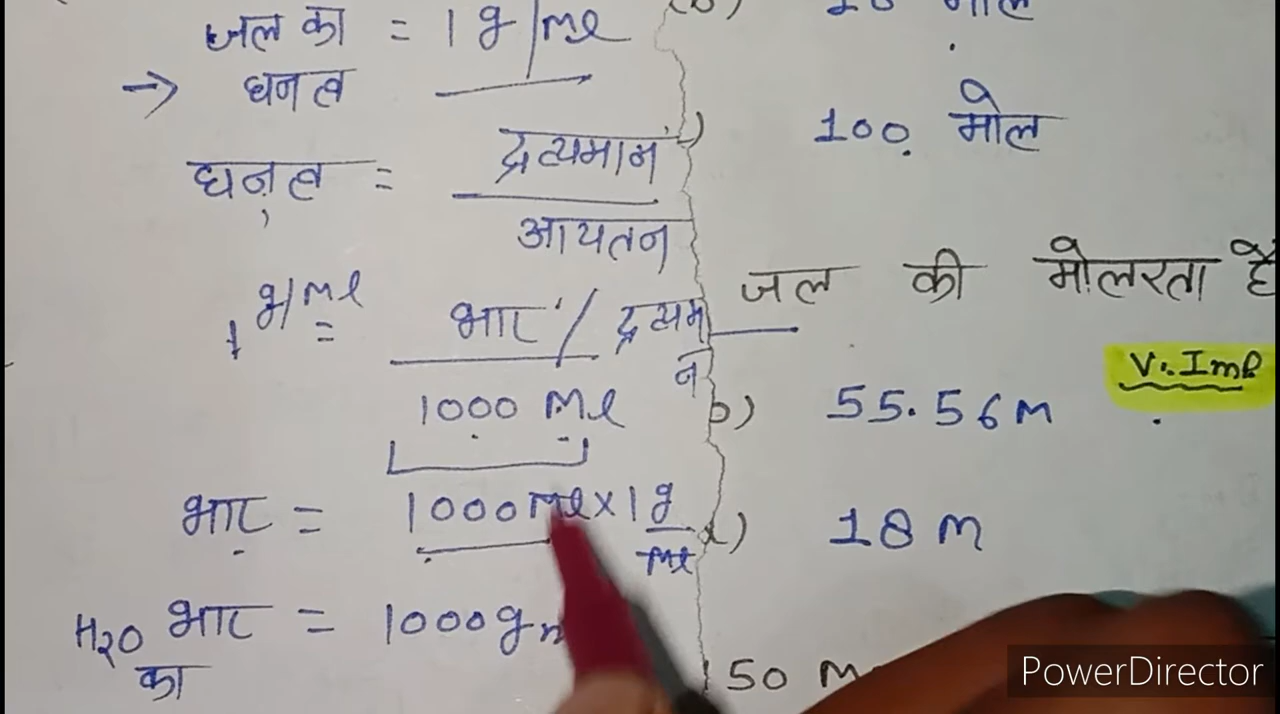 जल का = 1 g/ml
→ घनत्व
घनत्व = द्रव्यमान
आयतन
1 g/ml = भार / द्रव्यमान
1000 ml
भार = 1000 ml × 1 g
ml
H2O भार = 1000 g
का
100 मोल
जल की मोलरता है
V. Imp
b) 55.56 m
d) 18 m
150 m
PowerDirector